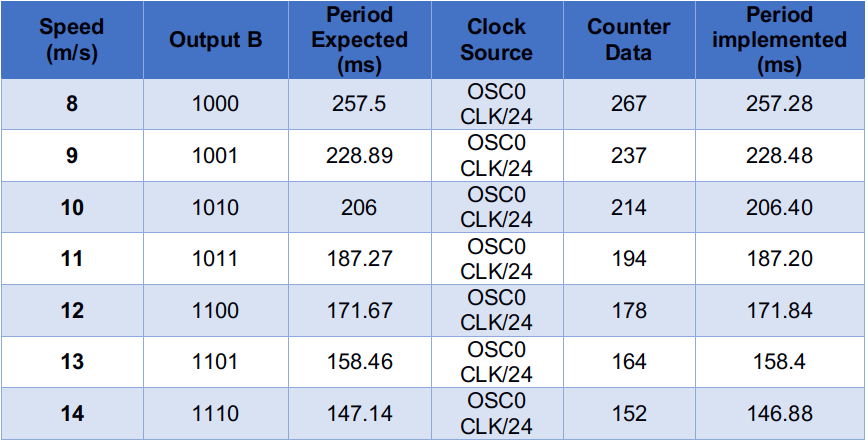 Speed (m/s) Output B Period Expected (ms) Clock Source Counter Data Period implemented (ms)
8 1000 257.5 OSC0 CLK/24 267 257.28
9 1001 228.89 OSC0 CLK/24 237 228.48
10 1010 206 OSC0 CLK/24 214 206.40
11 1011 187.27 OSC0 CLK/24 194 187.20
12 1100 171.67 OSC0 CLK/24 178 171.84
13 1101 158.46 OSC0 CLK/24 164 158.4
14 1110 147.14 OSC0 CLK/24 152 146.88